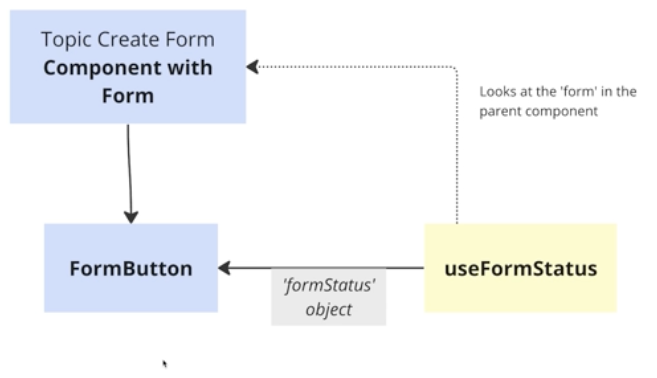 Topic Create Form
Component with
Form
Looks at the 'form' in the
parent component
FormButton
useFormStatus
'formStatus'
object